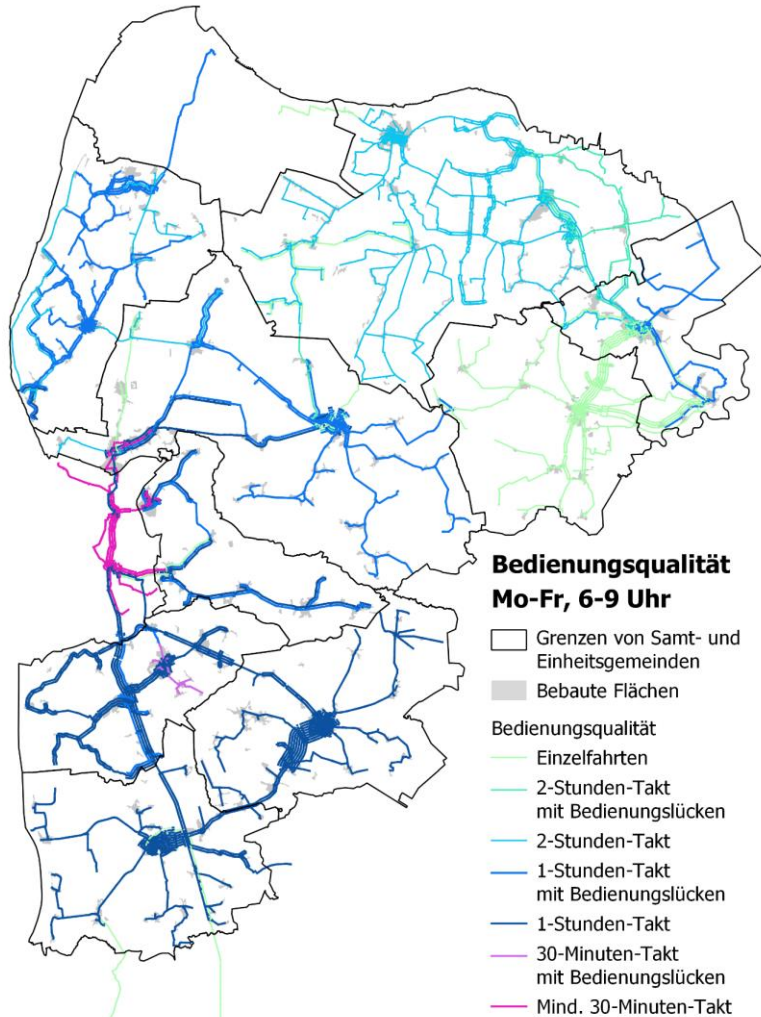 Bedienungsqualität
Mo-Fr, 6-9 Uhr
Grenzen von Samt- und
Einheitsgemeinden
Bebaute Flächen
Bedienungsqualität
Einzelfahrten
2-Stunden-Takt
mit Bedienungslücken
2-Stunden-Takt
1-Stunden-Takt
mit Bedienungslücken
1-Stunden-Takt
30-Minuten-Takt
mit Bedienungslücken
Mind. 30-Minuten-Takt